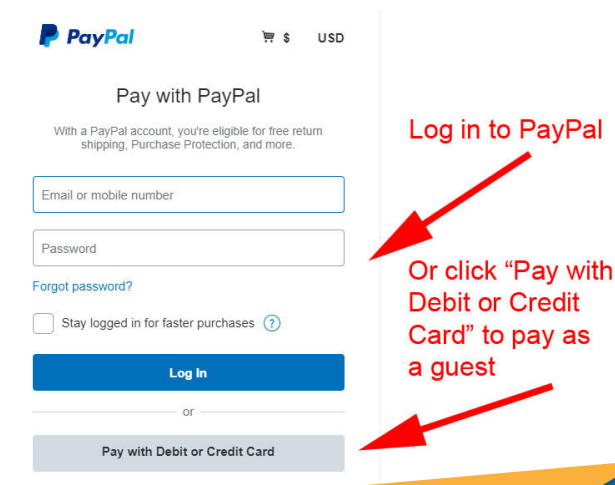 PayPal
$ USD
Pay with PayPal
With a PayPal account, you're eligible for free return
shipping, Purchase Protection, and more.
Email or mobile number
Password
Forgot password?
Stay logged in for faster purchases ?
Log In
or
Pay with Debit or Credit Card
Log in to PayPal
Or click “Pay with
Debit or Credit
Card” to pay as
a guest